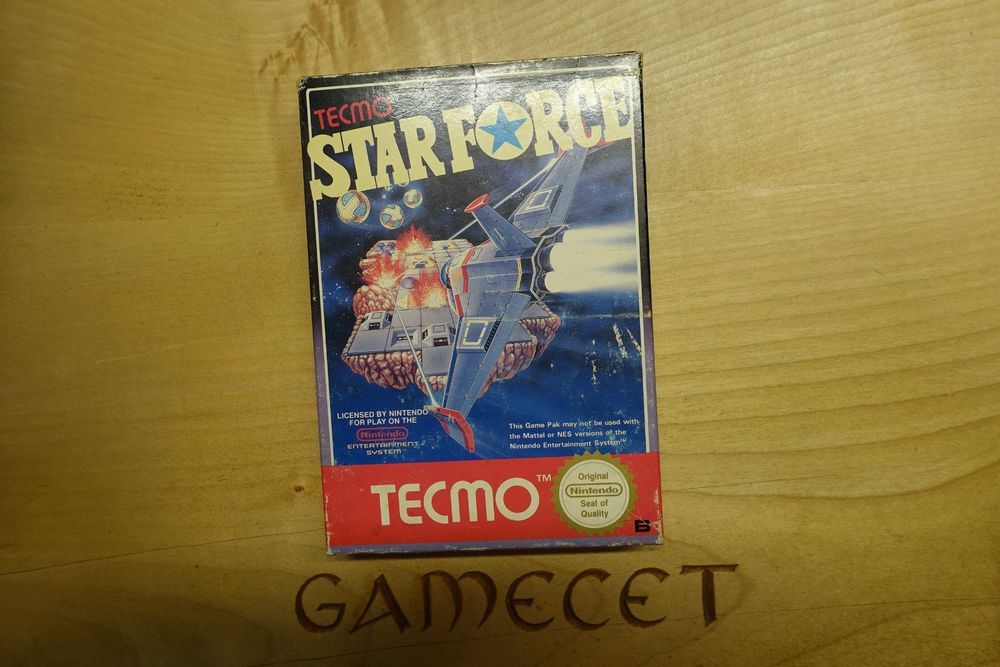 TECMO
STAR FORCE
LICENSED BY NINTENDO
FOR PLAY ON THE
Nintendo
ENTERTAINMENT
SYSTEM™
This Game Pak may not be used with
the Mattel or NES versions of the
Nintendo Entertainment System™
TECMO™
Original
Nintendo
Seal of
Quality
B
GAMECET